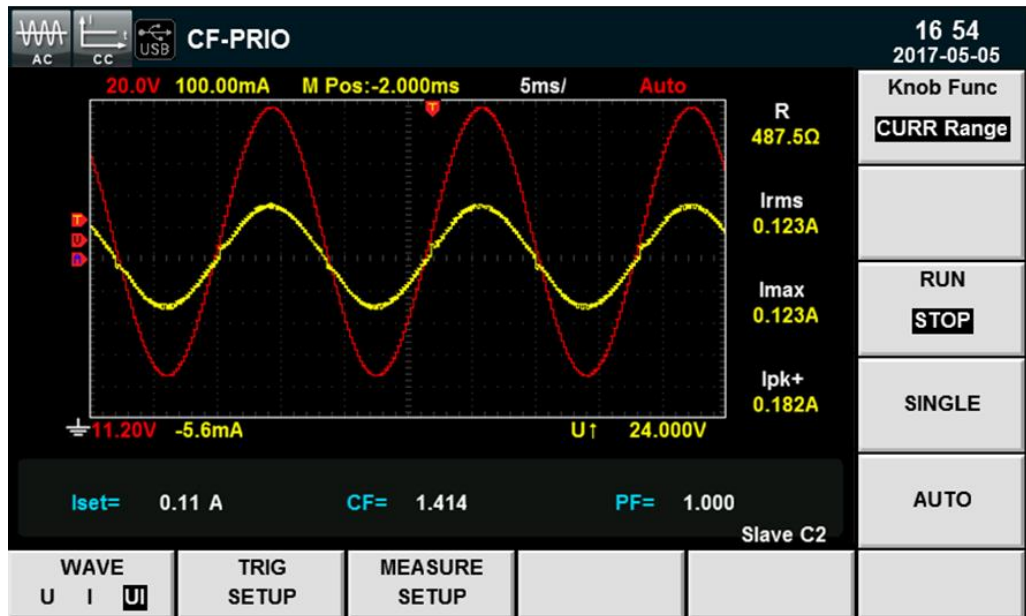 AC CC USB CF-PRIO 16 54
2017-05-05
20.0V 100.00mA M Pos:-2.000ms 5ms/ Auto
T
R
487.5Ω
Irms
0.123A
Imax
0.123A
Ipk+
0.182A
T
U
11.20V -5.6mA U↑ 24.000V
Iset= 0.11 A CF= 1.414 PF= 1.000
Slave C2
Knob Func
CURR Range
RUN
STOP
SINGLE
AUTO
WAVE
U I UI
TRIG
SETUP
MEASURE
SETUP